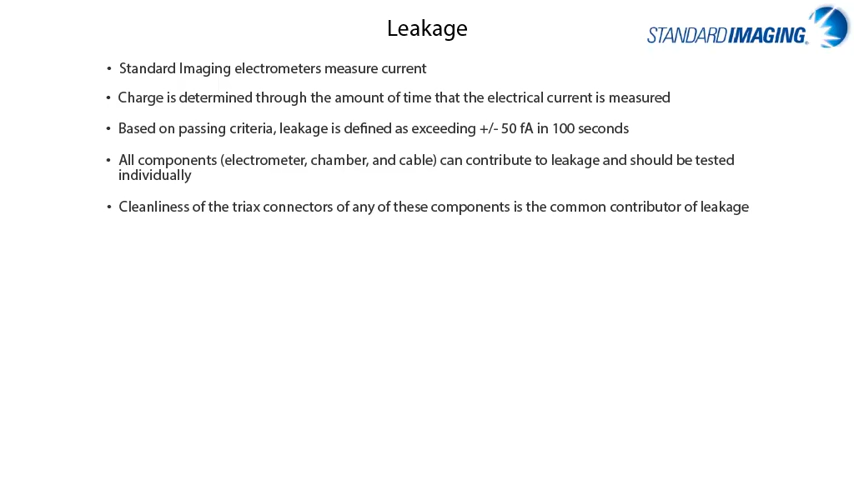 Leakage
STANDARD IMAGING
• Standard Imaging electrometers measure current
• Charge is determined through the amount of time that the electrical current is measured
• Based on passing criteria, leakage is defined as exceeding +/- 50 fA in 100 seconds
• All components (electrometer, chamber, and cable) can contribute to leakage and should be tested
individually
• Cleanliness of the triax connectors of any of these components is the common contributor of leakage